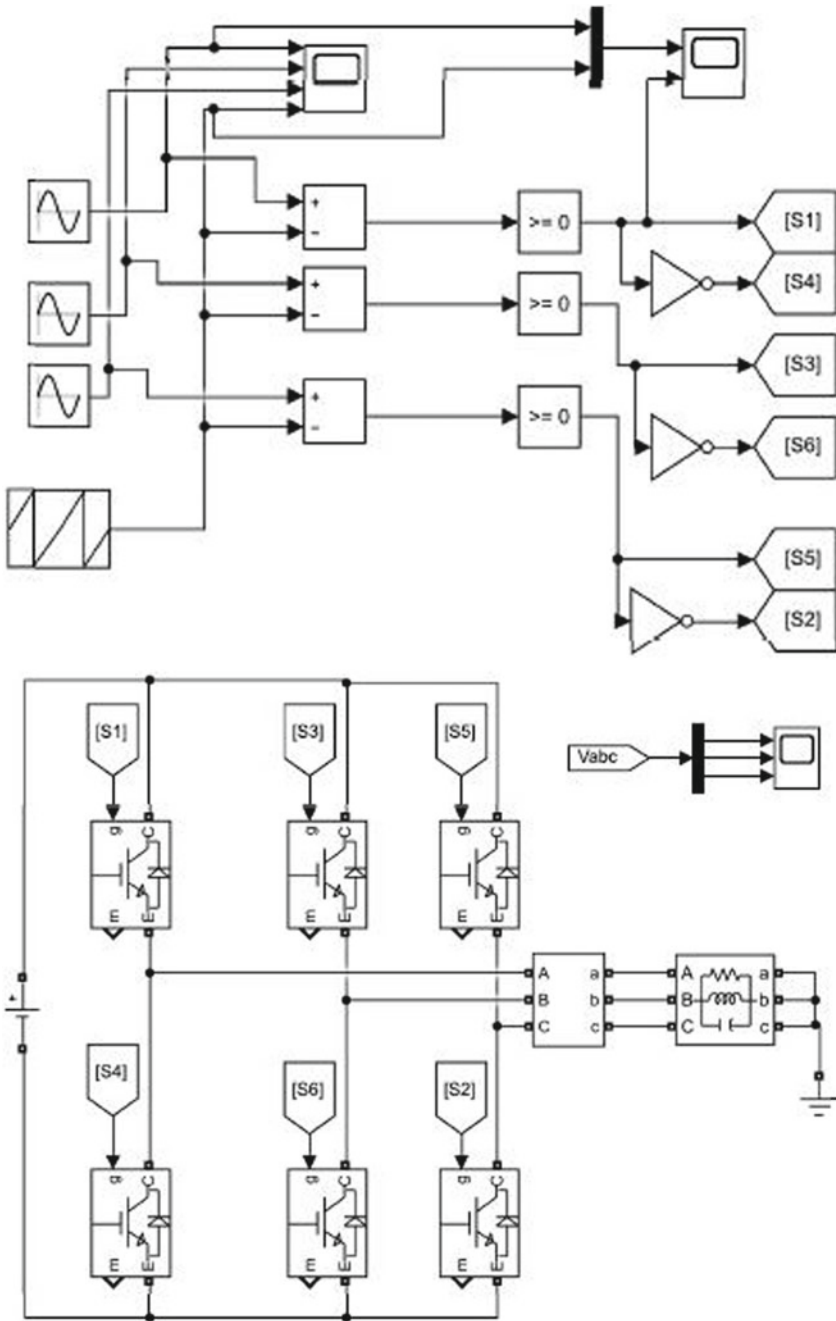 +
−
>= 0
[S1]
[S4]
+
−
>= 0
[S3]
+
−
>= 0
[S6]
[S5]
[S2]
[S1]
[S3]
[S5]
Vabc
g C
g C
g C
m E
m E
m E
A a
A a
+
B b
B b
C c
C c
[S4]
[S6]
[S2]
g C
g C
g C
m E
m E
m E